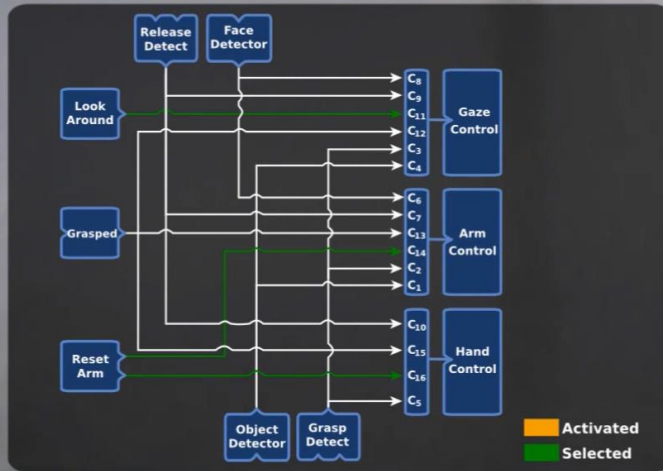 Release
Detect
Face
Detector
Look
Around
Grasped
Reset
Arm
Object
Detector
Grasp
Detect
C8
C9
C11
C12
C3
C4
Gaze
Control
C6
C7
C13
C14
C2
C1
Arm
Control
C10
C15
C16
C5
Hand
Control
Activated
Selected